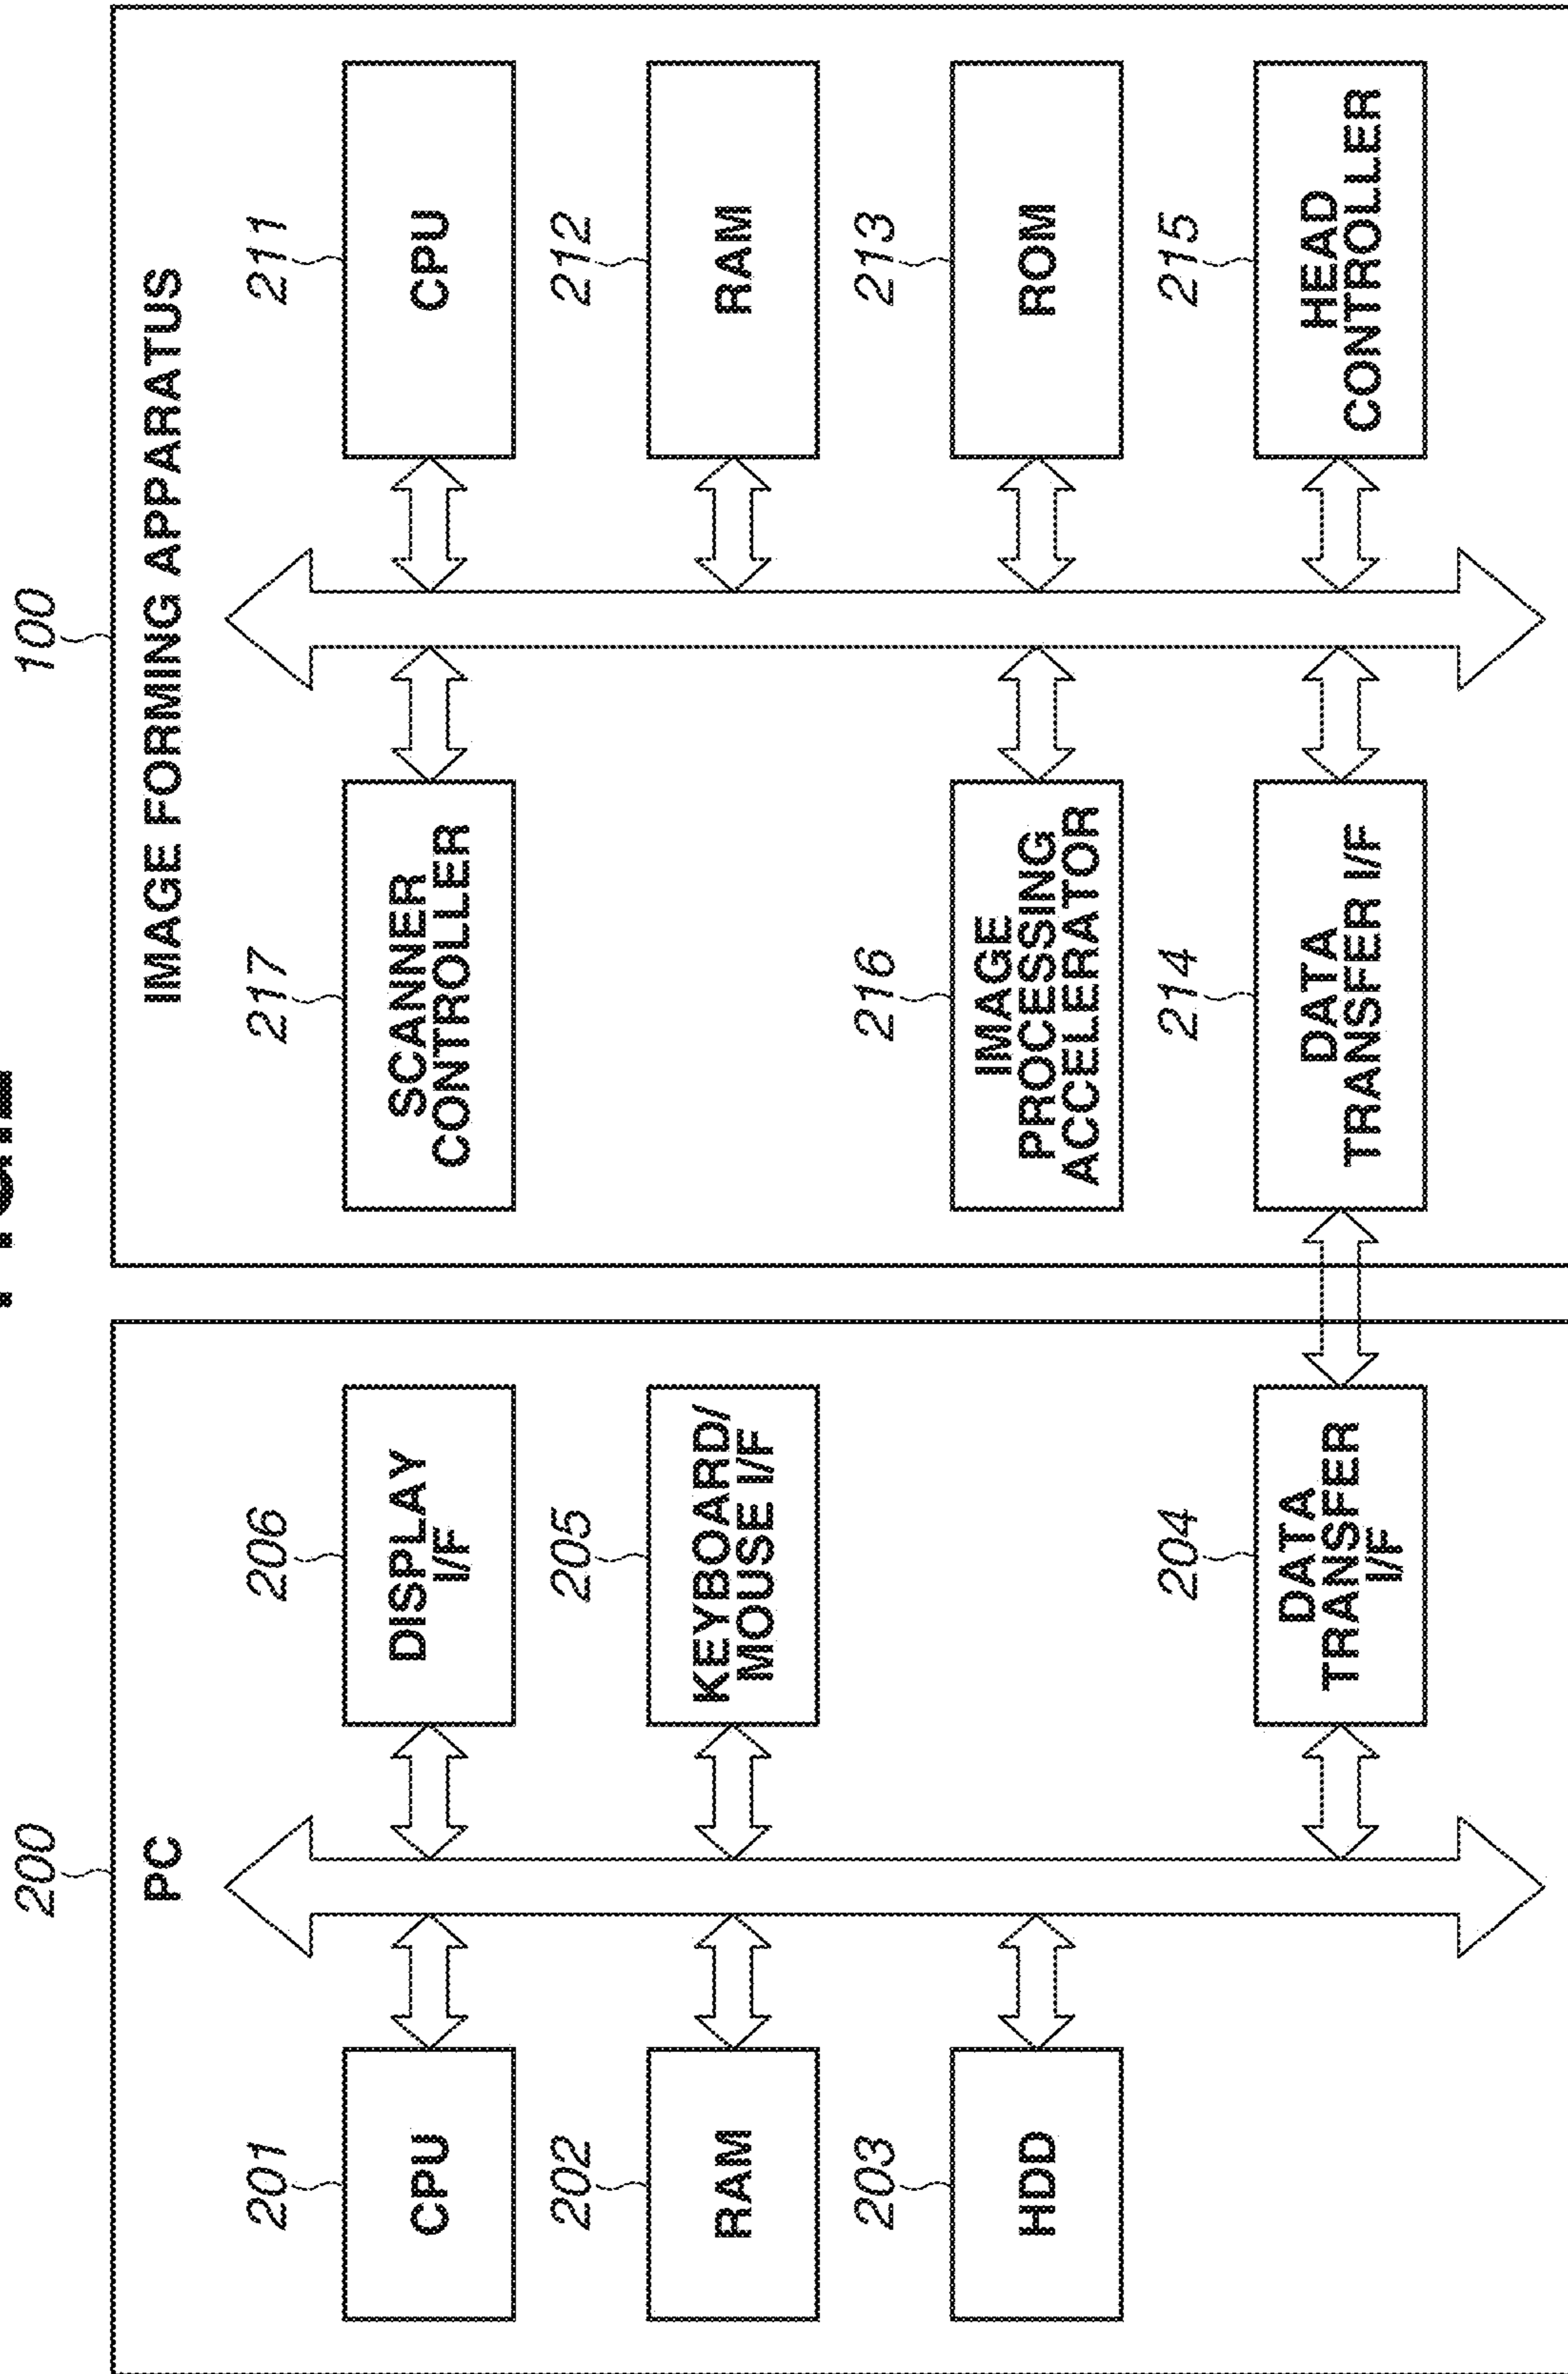 200
PC
201
CPU
202
RAM
203
HDD
206
DISPLAY
I/F
205
KEYBOARD/
MOUSE I/F
204
DATA
TRANSFER
I/F
100
IMAGE FORMING APPARATUS
217
SCANNER
CONTROLLER
216
IMAGE
PROCESSING
ACCELERATOR
214
DATA
TRANSFER I/F
211
CPU
212
RAM
213
ROM
215
HEAD
CONTROLLER